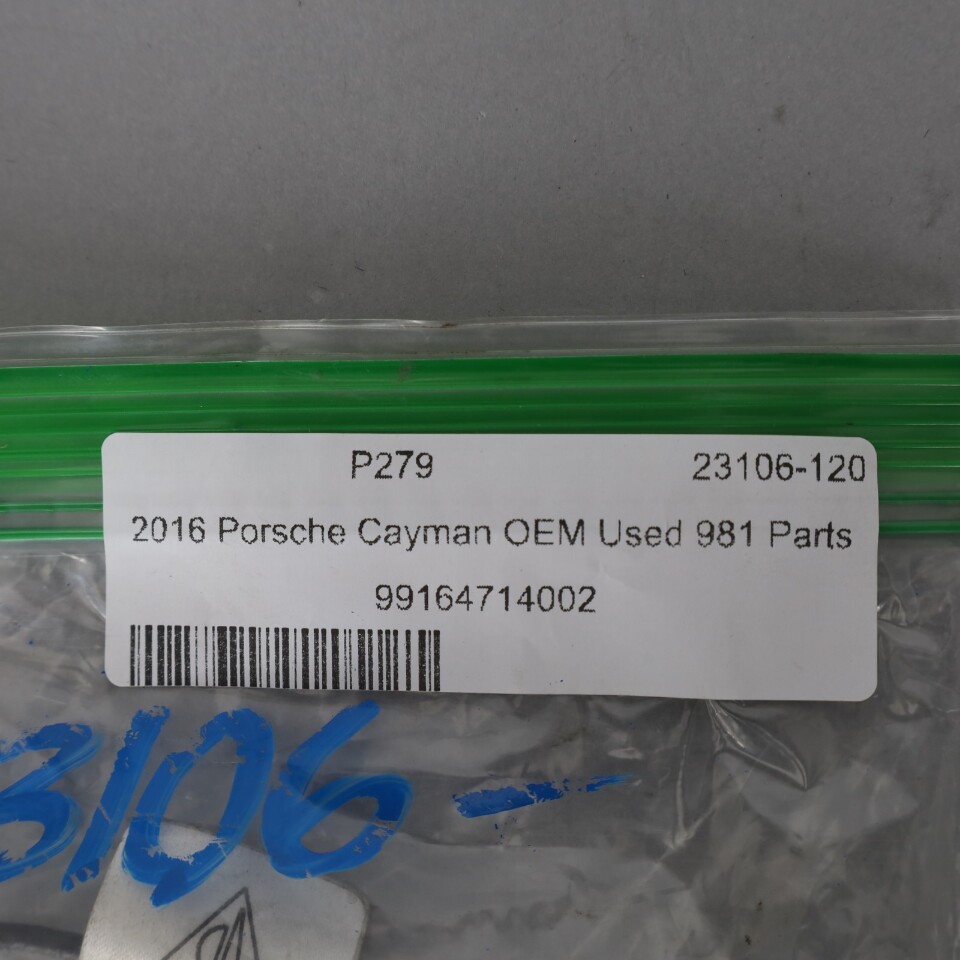 P279 23106-120
2016 Porsche Cayman OEM Used 981 Parts
99164714002
3106-